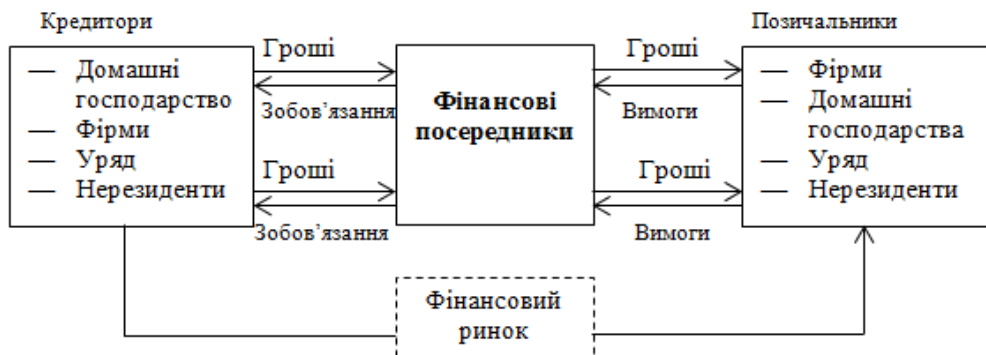 Кредитори
Позичальники
— Домашні
господарство
— Фірми
— Уряд
— Нерезиденти
Гроші
Зобов’язання
Гроші
Зобов’язання
Фінансові
посередники
Гроші
Вимоги
Гроші
Вимоги
— Фірми
— Домашні
господарства
— Уряд
— Нерезиденти
Фінансовий
ринок